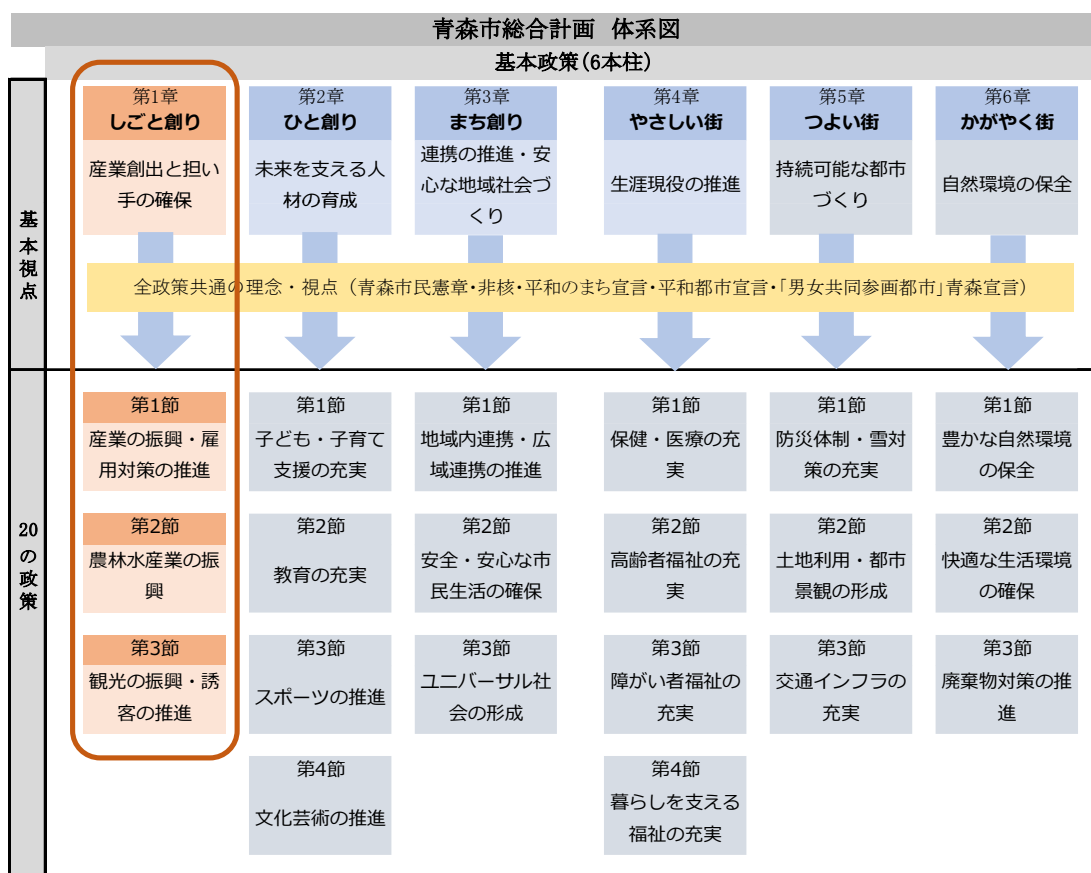 青森市総合計画 体系図
基本政策(6本柱)
基本視点
第1章
しごと創り
産業創出と担い
手の確保
第2章
ひと創り
未来を支える人
材の育成
第3章
まち創り
連携の推進・安
心な地域社会づ
くり
第4章
やさしい街
生涯現役の推進
第5章
つよい街
持続可能な都市
づくり
第6章
かがやく街
自然環境の保全
全政策共通の理念・視点（青森市民憲章・非核・平和のまち宣言・平和都市宣言・「男女共同参画都市」青森宣言）
20の政策
第1節
産業の振興・雇
用対策の推進
第1節
子ども・子育て
支援の充実
第1節
地域内連携・広
域連携の推進
第1節
保健・医療の充
実
第1節
防災体制・雪対
策の充実
第1節
豊かな自然環境
の保全
第2節
農林水産業の振
興
第2節
教育の充実
第2節
安全・安心な市
民生活の確保
第2節
高齢者福祉の充
実
第2節
土地利用・都市
景観の形成
第2節
快適な生活環境
の確保
第3節
観光の振興・誘
客の推進
第3節
スポーツの推進
第3節
ユニバーサル社
会の形成
第3節
障がい者福祉の
充実
第3節
交通インフラの
充実
第3節
廃棄物対策の推
進
第4節
文化芸術の推進
第4節
暮らしを支える
福祉の充実